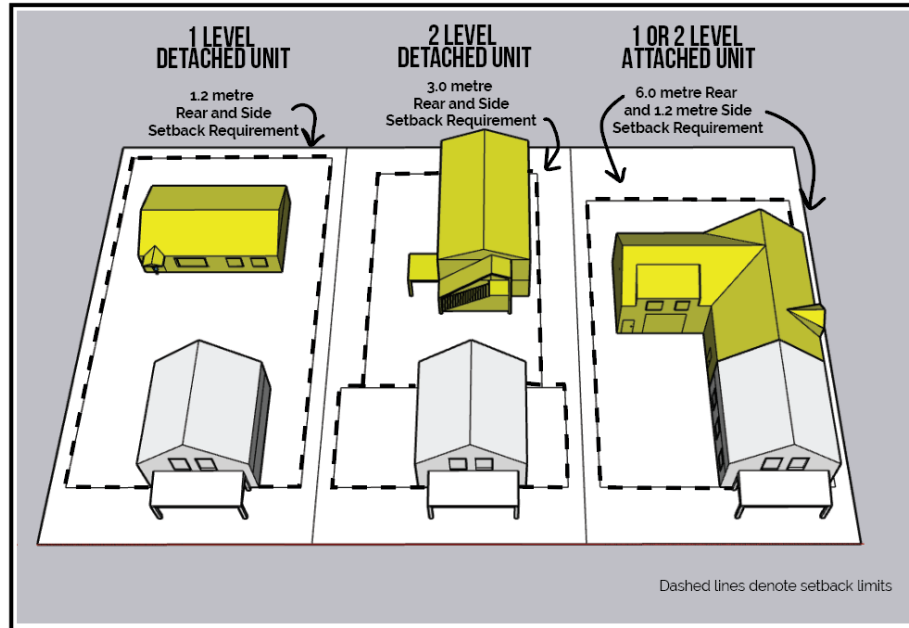 1 LEVEL
DETACHED UNIT
1.2 metre
Rear and Side
Setback Requirement
2 LEVEL
DETACHED UNIT
3.0 metre
Rear and Side
Setback Requirement
1 OR 2 LEVEL
ATTACHED UNIT
6.0 metre Rear
and 1.2 metre Side
Setback Requirement
Dashed lines denote setback limits